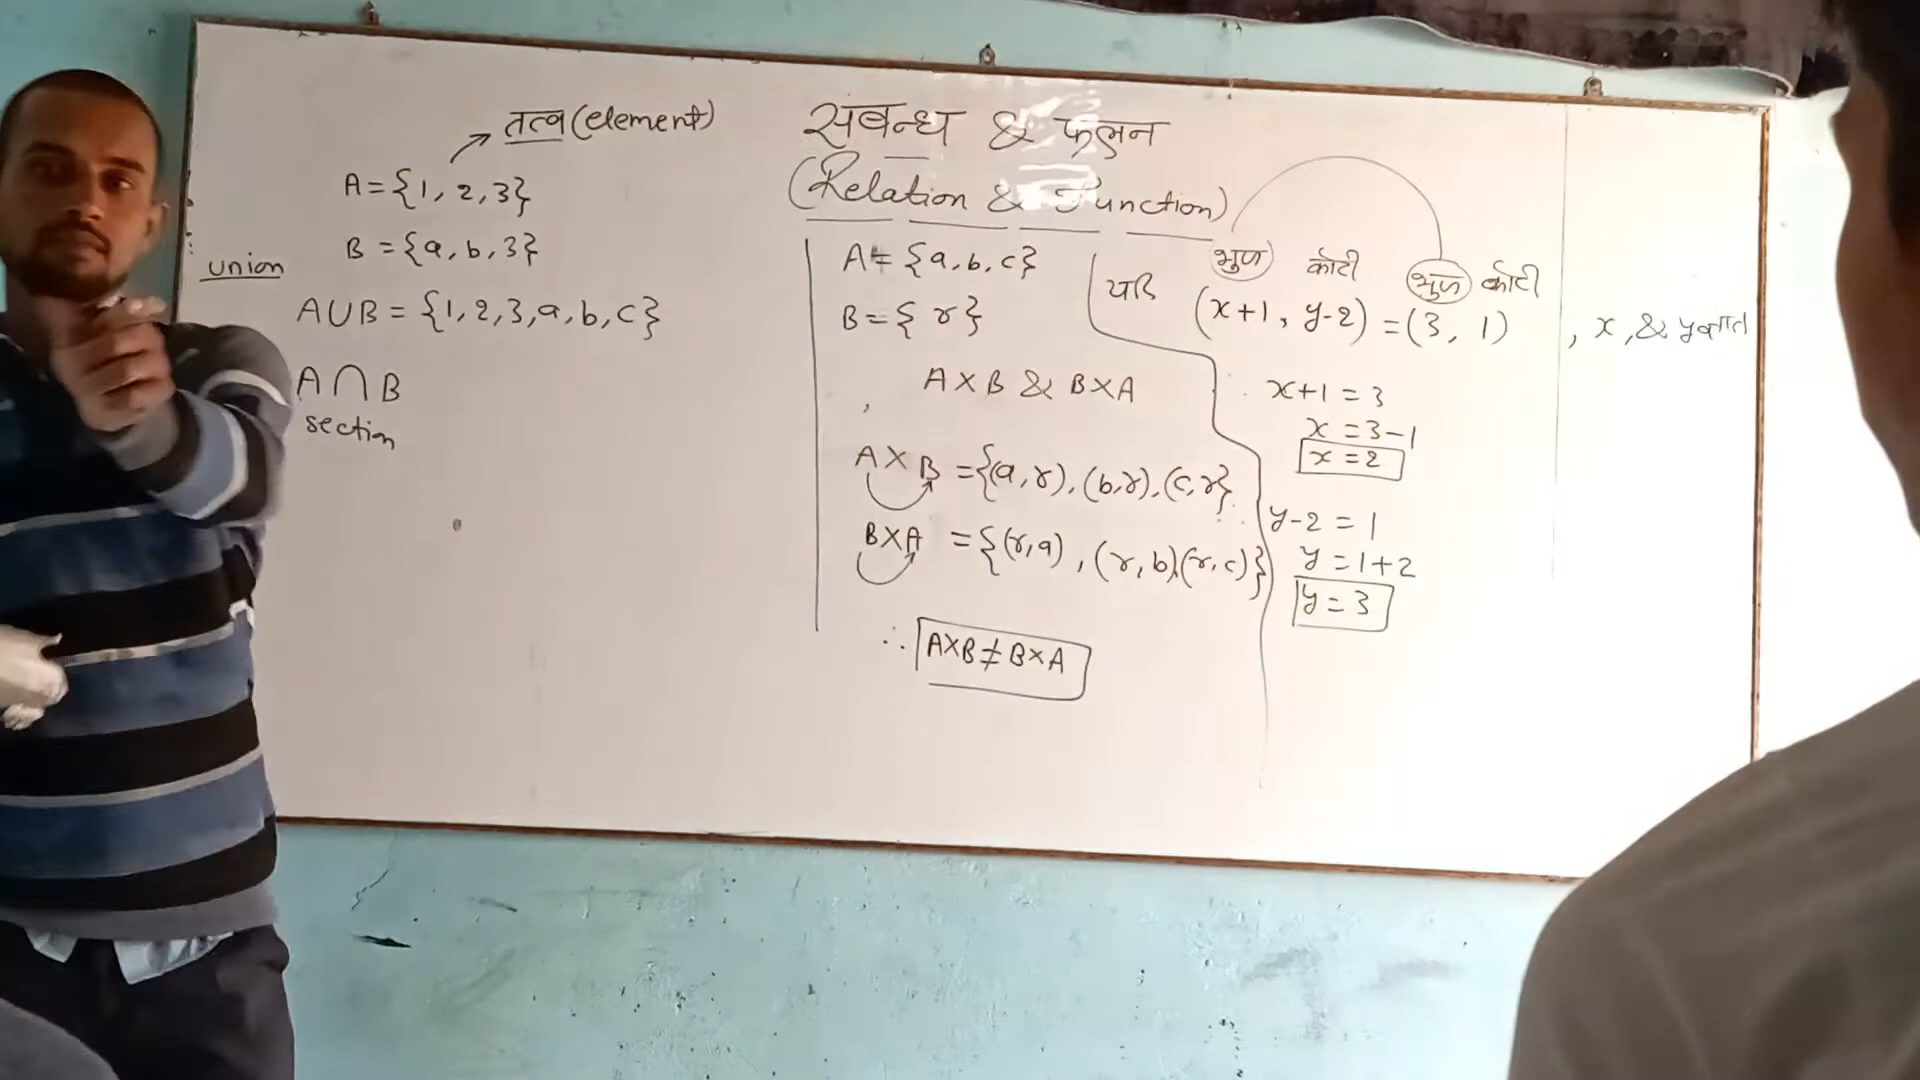 तत्व (element)
A = {1, 2, 3}
B = {a, b, 3}
union
A∪B = {1, 2, 3, a, b, c}
A ∩ B
section
सबन्ध & फलन
(Relation & Function)
A = {a, b, c}
B = { r }
A × B & B × A
A × B = {(a, r), (b, r), (c, r}
B × A = {(r, a) , (r, b), (r, c)}
∴ A×B ≠ B×A
भुज कोटी भुज कोटी
यदि (x+1, y-2) = (3, 1) , x , & y
x+1 = 3
x = 3-1
x = 2
y-2 = 1
y = 1+2
y = 3